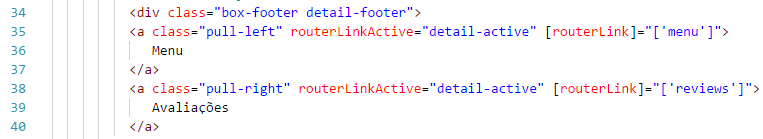 34 <div class="box-footer detail-footer">
35 <a class="pull-left" routerLinkActive="detail-active" [routerLink]="['menu']">
36 Menu
37 </a>
38 <a class="pull-right" routerLinkActive="detail-active" [routerLink]="['reviews']">
39 Avaliações
40 </a>